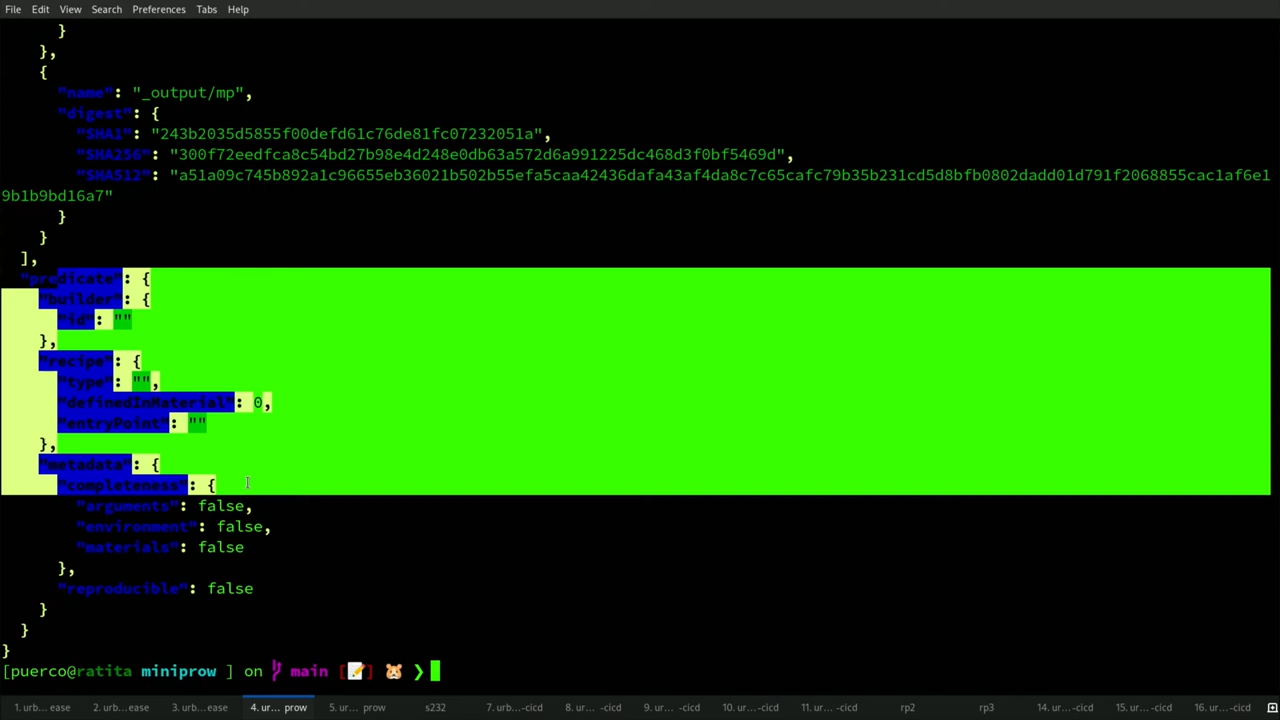 File Edit View Search Preferences Tabs Help
}
},
{
"name": "_output/mp",
"digest": {
"SHA1": "243b2035d5855f00defd61c76de81fc07232051a",
"SHA256": "300f72eedfca8c54bd27b98e4d248e0db63a572d6a991225dc468d3f0bf5469d",
"SHA512": "a51a09c745b892a1c96655eb36021b502b55efa5caa42436dafa43af4da8c7c65cafc79b35b231cd5d8bfb0802dadd01d791f2068855cac1af6e1
9b1b9bd16a7"
}
}
],
"predicate": {
"builder": {
"id": ""
},
"recipe": {
"type": "",
"definedInMaterial": 0,
"entryPoint": ""
},
"metadata": {
"completeness": {
"arguments": false,
"environment": false,
"materials": false
},
"reproducible": false
}
}
}
[puerco@ratita miniprow ] on main [📝] 🐹 ❯
1. urb... ease 2. urb...ease 3. urb...ease 4. ur... prow 5. ur... prow s232 7. urb...-cicd 8. ur... -cicd 9. ur... -cicd 10. ur...-cicd 11. ur...-cicd rp2 rp3 14. ur...-cicd 15. ur...-cicd 16. ur...-cicd